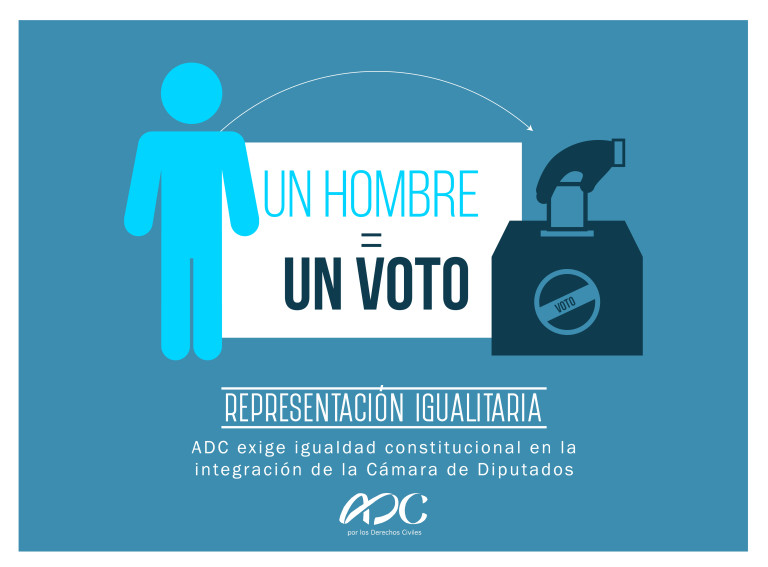 UN HOMBRE
=
UN VOTO
VOTO
REPRESENTACIÓN IGUALITARIA
ADC exige igualdad constitucional en la
integración de la Cámara de Diputados
ADC
por los Derechos Civiles